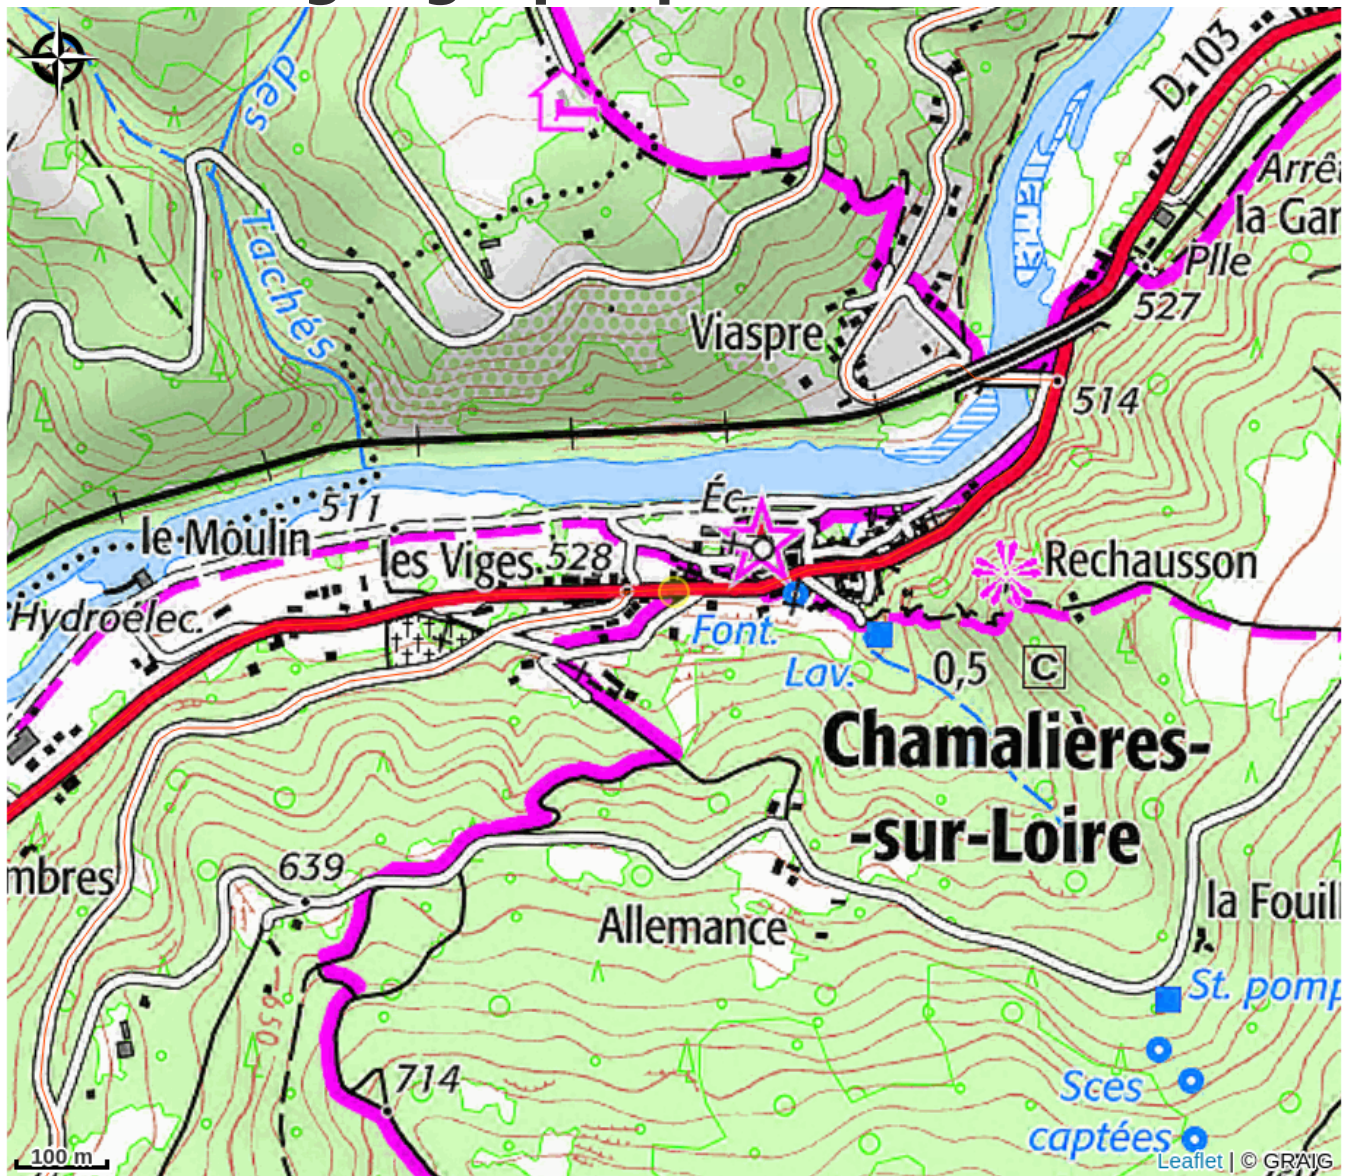 D 103
des
Tachés
Arrê
la Gar
Plle
527
Viaspre
514
Éc.
511
le Moulin
les Viges
528
Rechausson
Hydroélec.
Font.
Lav.
0,5
C
Chamalières-
-sur-Loire
639
mbres
la Fouil
Allemance
St. pomp
650
714
Sces
captées
100 m
Leaflet | © GRAIG